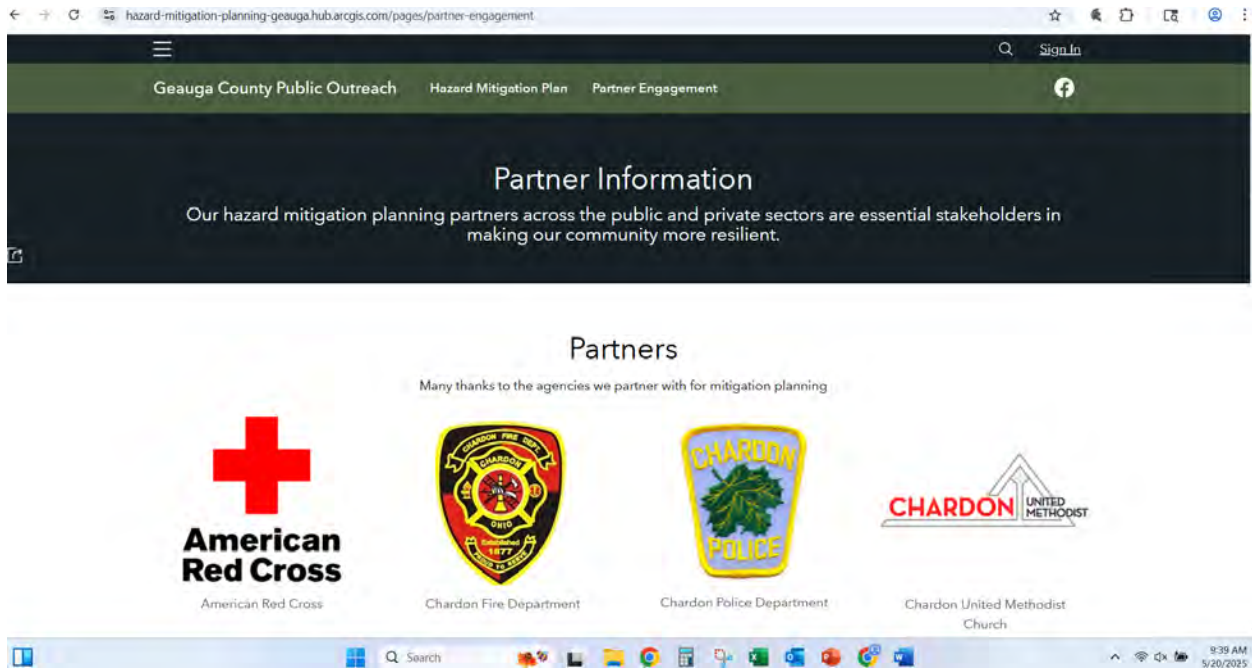 hazard-mitigation-planning-geauga.hub.arcgis.com/pages/partner-engagement
Sign In
Geauga County Public Outreach Hazard Mitigation Plan Partner Engagement
Partner Information
Our hazard mitigation planning partners across the public and private sectors are essential stakeholders in
making our community more resilient.
Partners
Many thanks to the agencies we partner with for mitigation planning
American
Red Cross
CHARDON FIRE DEPT.
CHARDON
OHIO
Established
1877
PROUD TO SERVE
CHARDON
POLICE
CHARDON UNITED
METHODIST
American Red Cross
Chardon Fire Department
Chardon Police Department
Chardon United Methodist
Church
Search
9:39 AM